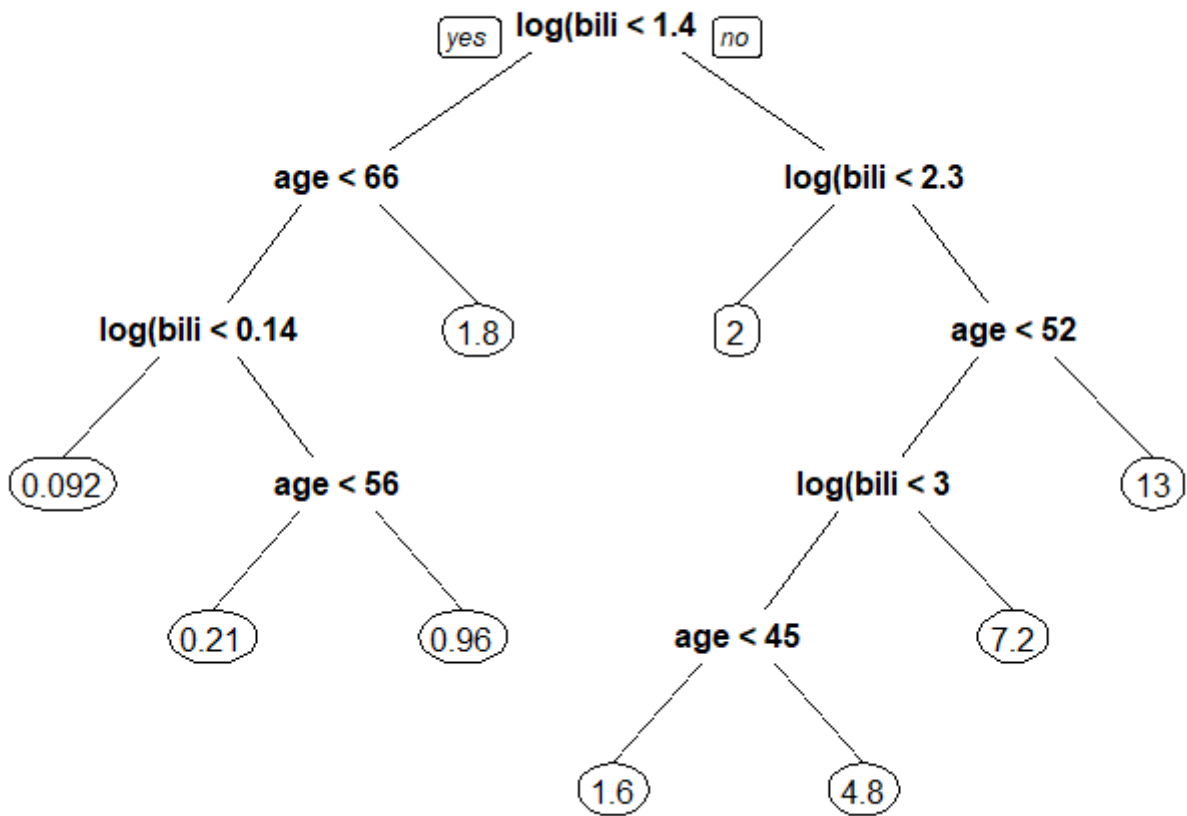 yes log(bili < 1.4 no
age < 66 log(bili < 2.3
log(bili < 0.14 1.8 2 age < 52
0.092 age < 56 log(bili < 3 13
0.21 0.96 age < 45 7.2
1.6 4.8